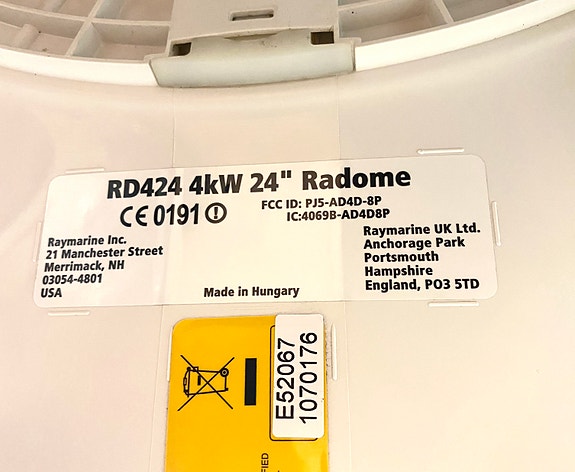 RD424 4kW 24" Radome
CE 0191
FCC ID: PJ5-AD4D-8P
IC:4069B-AD4D8P
Raymarine Inc.
21 Manchester Street
Merrimack, NH
03054-4801
USA
Made in Hungary
Raymarine UK Ltd.
Anchorage Park
Portsmouth
Hampshire
England, PO3 5TD
E52067
1070176